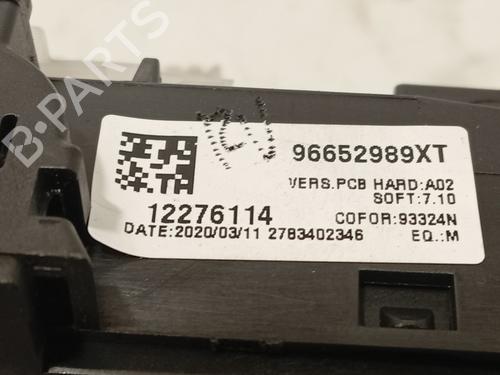 96652989XT
VERS.PCB HARD:A02
SOFT:7.10
12276114
COFOR:93324N
DATE:2020/03/11 2783402346
EQ.:M
B-PARTS